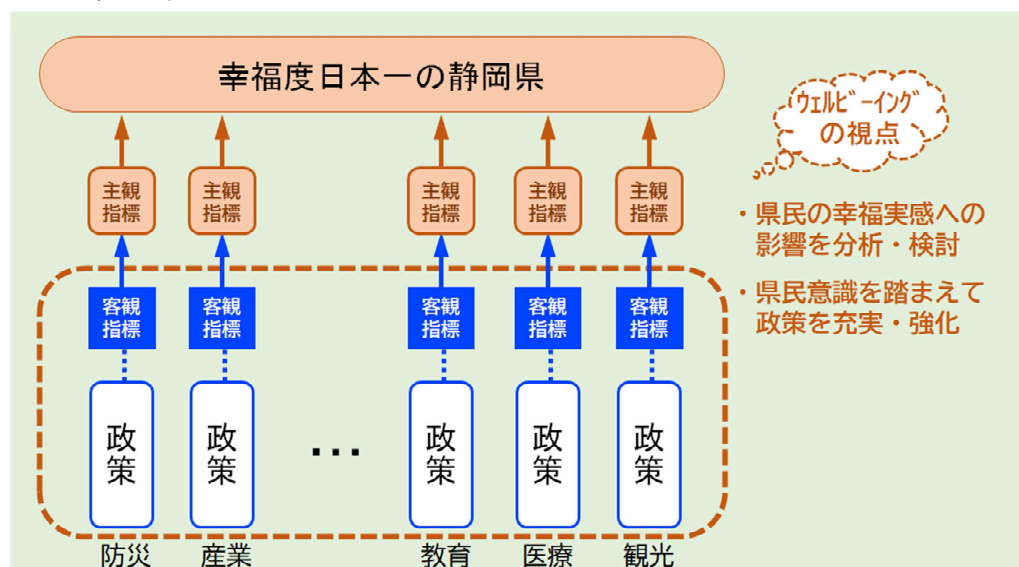 幸福度日本一の静岡県
ウェルビーイング
の視点
主観
指標
主観
指標
主観
指標
主観
指標
主観
指標
・県民の幸福実感への
影響を分析・検討
・県民意識を踏まえて
政策を充実・強化
客観
指標
客観
指標
客観
指標
客観
指標
客観
指標
政策
政策
...
政策
政策
政策
防災
産業
教育
医療
観光